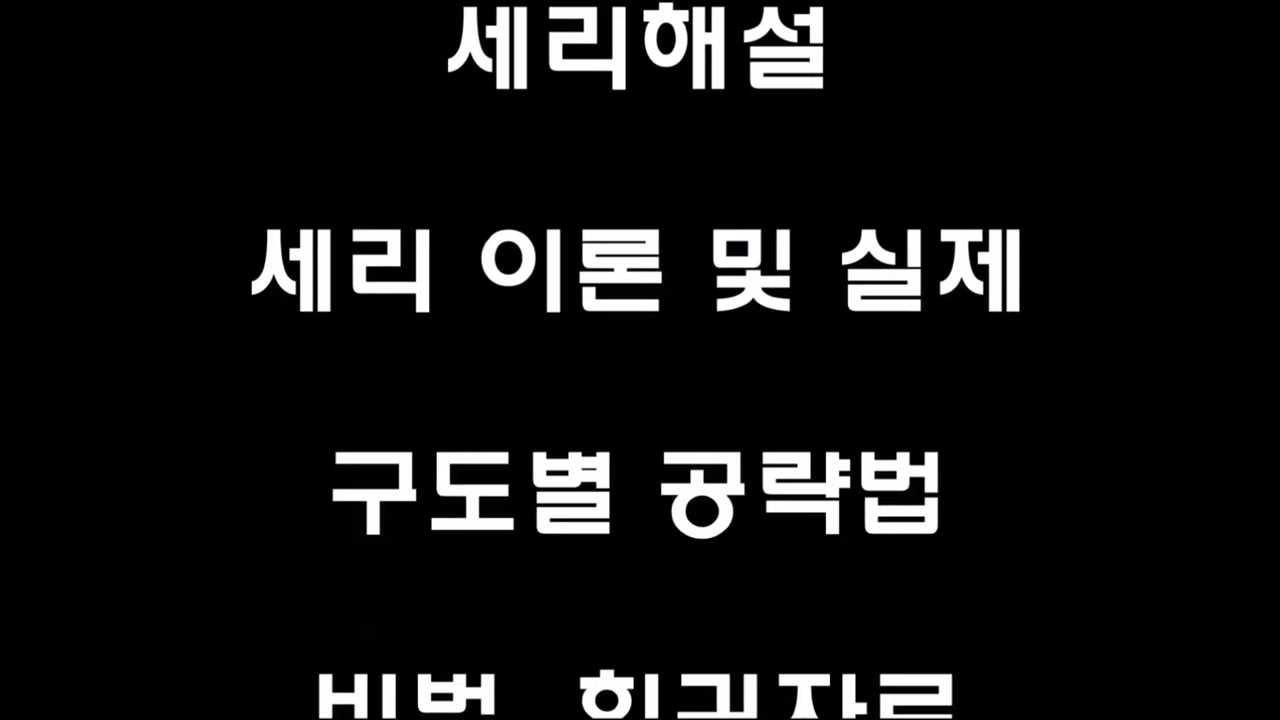 세리해설
세리 이론 및 실제
구도별 공략법